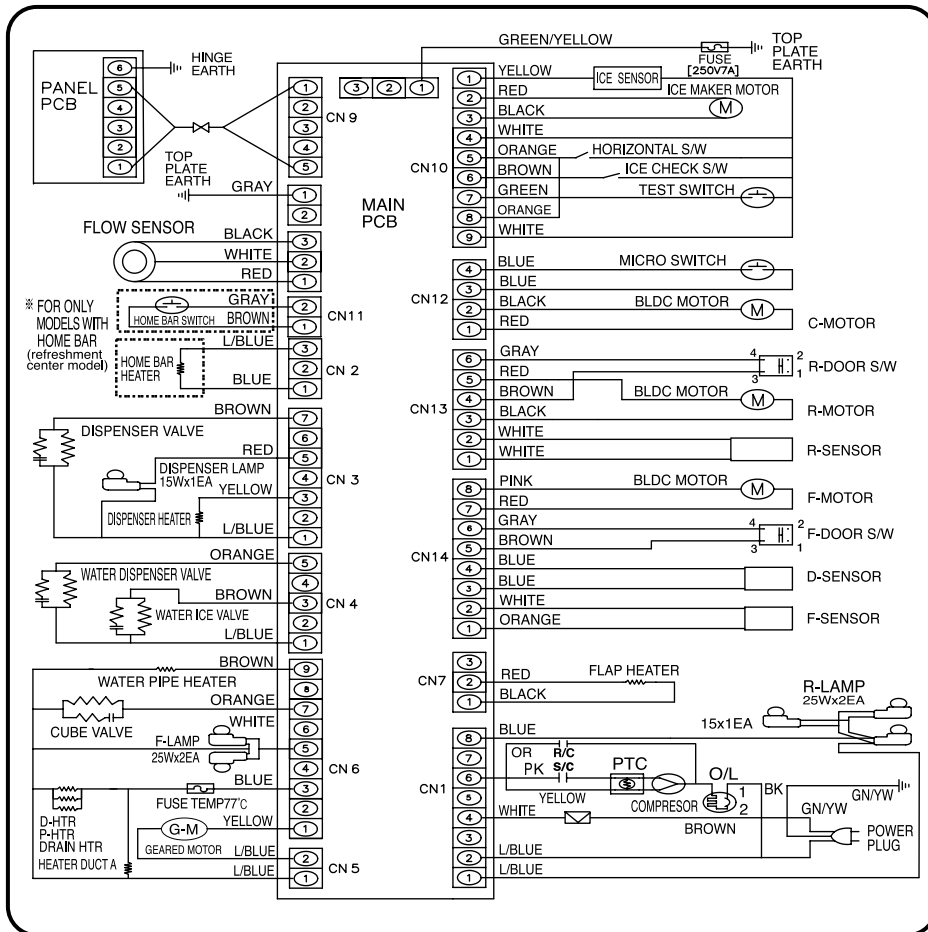 GREEN/YELLOW
FUSE
[250V7A]
TOP
PLATE
EARTH
PANEL
PCB
6
5
4
3
2
1
HINGE
EARTH
TOP
PLATE
EARTH
1
2
3
4
5
CN 9
3 2 1
MAIN
PCB
GRAY
1
2
FLOW SENSOR
BLACK
WHITE
RED
3
2
1
※ FOR ONLY
MODELS WITH
HOME BAR
(refreshment
center model)
GRAY
HOME BAR SWITCH
BROWN
2
1
CN11
L/BLUE
HOME BAR
HEATER
BLUE
3
2
1
CN 2
BROWN
DISPENSER VALVE
RED
DISPENSER LAMP
15Wx1EA
YELLOW
DISPENSER HEATER
L/BLUE
7
6
5
4
3
2
1
CN 3
ORANGE
WATER DISPENSER VALVE
BROWN
WATER ICE VALVE
L/BLUE
5
4
3
2
1
CN 4
BROWN
WATER PIPE HEATER
ORANGE
CUBE VALVE
WHITE
F-LAMP
25Wx2EA
BLUE
FUSE TEMP77°C
D-HTR
P-HTR
DRAIN HTR
HEATER DUCT A
YELLOW
G-M
GEARED MOTOR
9
8
7
6
5
4
3
2
1
CN 6
L/BLUE
L/BLUE
2
1
CN 5
YELLOW
ICE SENSOR
RED
ICE MAKER MOTOR
M
BLACK
WHITE
ORANGE
HORIZONTAL S/W
BROWN
ICE CHECK S/W
GREEN
TEST SWITCH
ORANGE
WHITE
1
2
3
4
5
6
7
8
9
CN10
BLUE
MICRO SWITCH
BLUE
BLACK
BLDC MOTOR
M
RED
C-MOTOR
4
3
2
1
CN12
GRAY
4 2
R-DOOR S/W
3 1
RED
BROWN
BLDC MOTOR
M
BLACK
R-MOTOR
WHITE
WHITE
R-SENSOR
6
5
4
3
2
1
CN13
PINK
BLDC MOTOR
M
RED
F-MOTOR
GRAY
4 2
F-DOOR S/W
BROWN
3 1
BLUE
BLUE
D-SENSOR
WHITE
ORANGE
F-SENSOR
8
7
6
5
4
3
2
1
CN14
RED
FLAP HEATER
BLACK
3
2
1
CN7
R-LAMP
25Wx2EA
15x1EA
BLUE
OR R/C
PK S/C
PTC
YELLOW
COMPRESOR
O/L
1
2
BK
GN/YW
GN/YW
WHITE
BROWN
POWER
PLUG
L/BLUE
L/BLUE
8
7
6
5
4
3
2
1
CN1